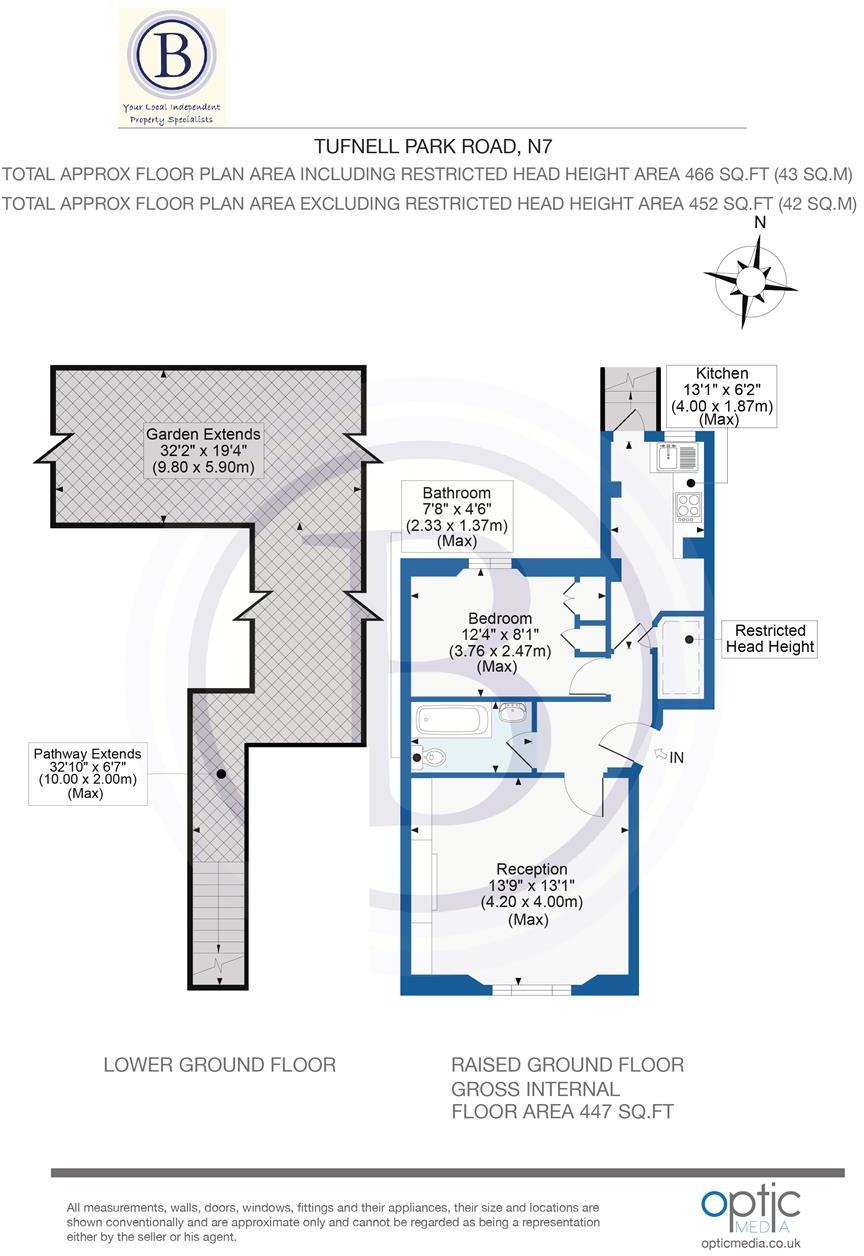 B
Your Local Independent
Property Specialists
TUFNELL PARK ROAD, N7
TOTAL APPROX FLOOR PLAN AREA INCLUDING RESTRICTED HEAD HEIGHT AREA 466 SQ.FT (43 SQ.M)
TOTAL APPROX FLOOR PLAN AREA EXCLUDING RESTRICTED HEAD HEIGHT AREA 452 SQ.FT (42 SQ.M)
N
Kitchen
13'1" x 6'2"
(4.00 x 1.87m)
(Max)
Garden Extends
32'2" x 19'4"
(9.80 x 5.90m)
Bathroom
7'8" x 4'6"
(2.33 x 1.37m)
(Max)
Bedroom
12'4" x 8'1"
(3.76 x 2.47m)
(Max)
Restricted
Head Height
Pathway Extends
32'10" x 6'7"
(10.00 x 2.00m)
(Max)
IN
Reception
13'9" x 13'1"
(4.20 x 4.00m)
(Max)
B
LOWER GROUND FLOOR
RAISED GROUND FLOOR
GROSS INTERNAL
FLOOR AREA 447 SQ.FT
All measurements, walls, doors, windows, fittings and their appliances, their size and locations are
shown conventionally and are approximate only and cannot be regarded as being a representation
either by the seller or his agent.
optic
MEDIA
opticmedia.co.uk